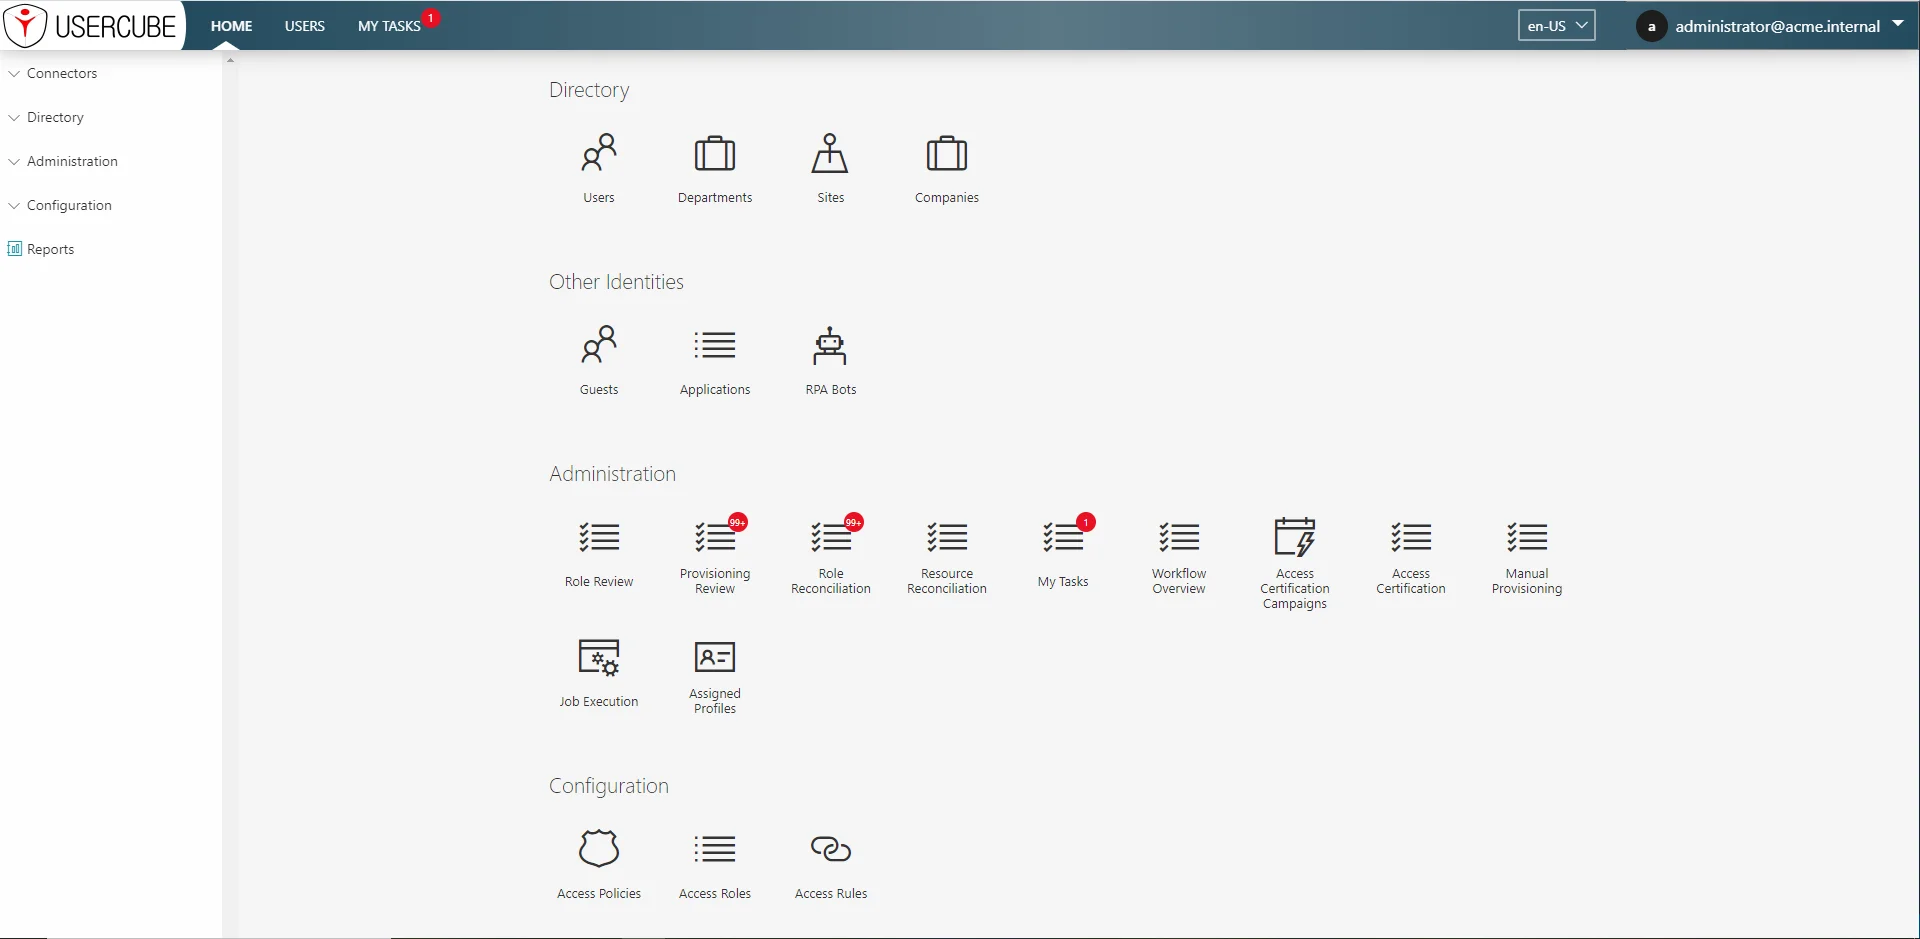 USERCUBE
HOME
USERS
MY TASKS
1
en-US
a
administrator@acme.internal
Connectors
Directory
Administration
Configuration
Reports
Directory
Users
Departments
Sites
Companies
Other Identities
Guests
Applications
RPA Bots
Administration
99+
99+
1
Role Review
Provisioning
Review
Role
Reconciliation
Resource
Reconciliation
My Tasks
Workflow
Overview
Access
Certification
Campaigns
Access
Certification
Manual
Provisioning
Job Execution
Assigned
Profiles
Configuration
Access Policies
Access Roles
Access Rules